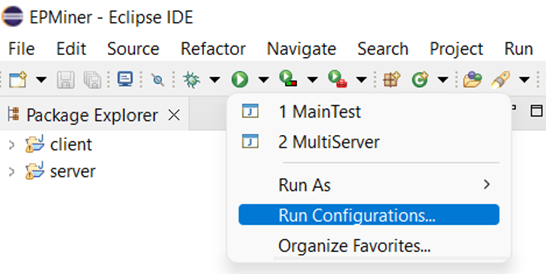 EPMiner - Eclipse IDE
File Edit Source Refactor Navigate Search Project Run
Package Explorer
client
server
1 MainTest
2 MultiServer
Run As
Run Configurations...
Organize Favorites...